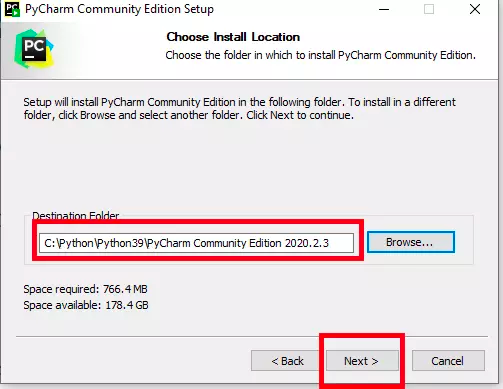 PyCharm Community Edition Setup
PC
Choose Install Location
Choose the folder in which to install PyCharm Community Edition.
Setup will install PyCharm Community Edition in the following folder. To install in a different
folder, click Browse and select another folder. Click Next to continue.
Destination Folder
C:\Python\Python39\PyCharm Community Edition 2020.2.3
Browse...
Space required: 766.4 MB
Space available: 178.4 GB
< Back
Next >
Cancel